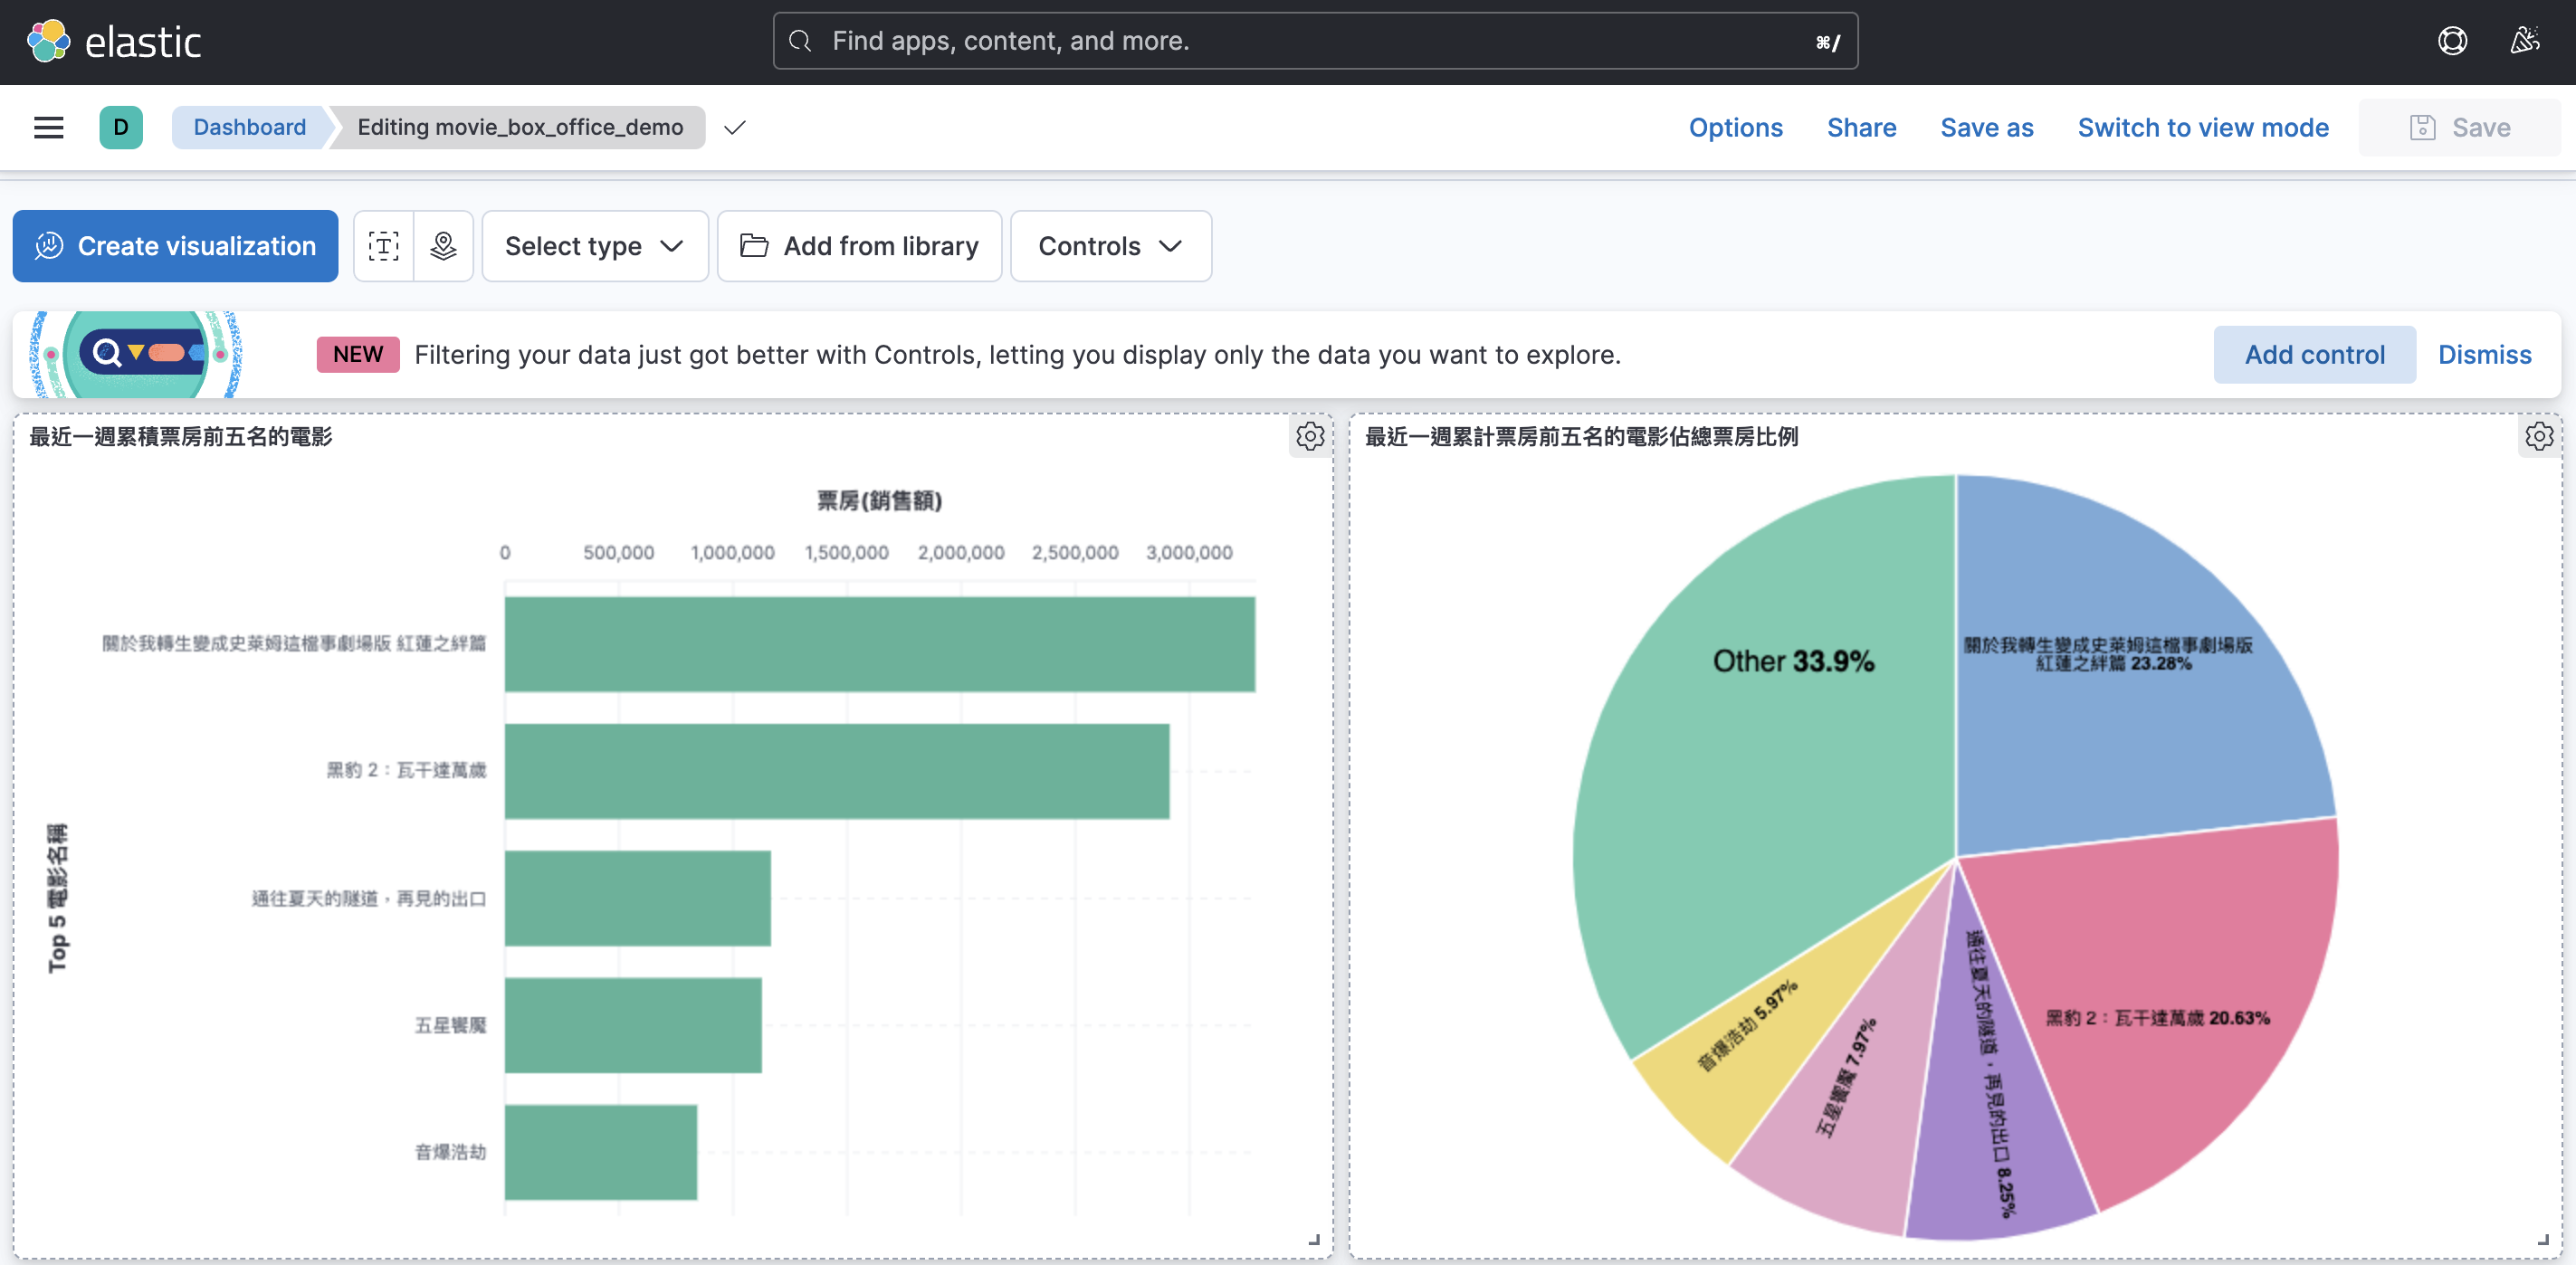 elastic
Find apps, content, and more.
⌘/
D
Dashboard
Editing movie_box_office_demo
Options
Share
Save as
Switch to view mode
Save
Create visualization
Select type
Add from library
Controls
NEW
Filtering your data just got better with Controls, letting you display only the data you want to explore.
Add control
Dismiss
最近一週累積票房前五名的電影
票房(銷售額)
0 500,000 1,000,000 1,500,000 2,000,000 2,500,000 3,000,000
Top 5 電影名稱
關於我轉生變成史萊姆這檔事劇場版 紅蓮之絆篇
黑豹 2：瓦干達萬歲
通往夏天的隧道，再見的出口
五星饗魘
音爆浩劫
最近一週累計票房前五名的電影佔總票房比例
Other 33.9%
關於我轉生變成史萊姆這檔事劇場版
紅蓮之絆篇 23.28%
黑豹 2：瓦干達萬歲 20.63%
通往夏天的隧道，再見的出口 8.25%
五星饗魘 7.97%
音爆浩劫 5.97%